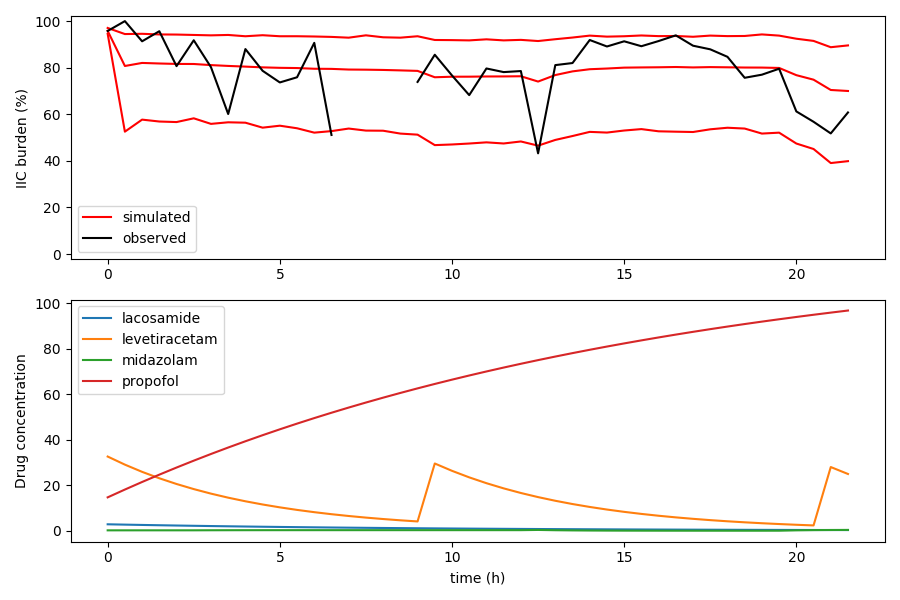 100
80
60
40
20
0
IIC burden (%)
simulated
observed
0 5 10 15 20
100
80
60
40
20
0
Drug concentration
lacosamide
levetiracetam
midazolam
propofol
0 5 10 15 20
time (h)